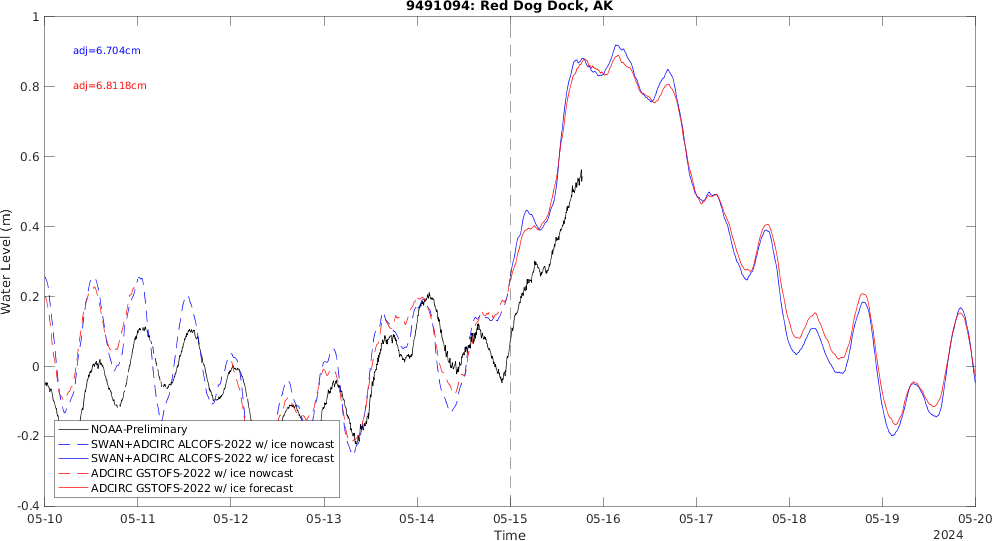 9491094: Red Dog Dock, AK
adj=6.704cm
adj=6.8118cm
Water Level (m)
1
0.8
0.6
0.4
0.2
0
-0.2
-0.4
NOAA-Preliminary
SWAN+ADCIRC ALCOFS-2022 w/ ice nowcast
SWAN+ADCIRC ALCOFS-2022 w/ ice forecast
ADCIRC GSTOFS-2022 w/ ice nowcast
ADCIRC GSTOFS-2022 w/ ice forecast
05-10 05-11 05-12 05-13 05-14 05-15 05-16 05-17 05-18 05-19 05-20
Time
2024